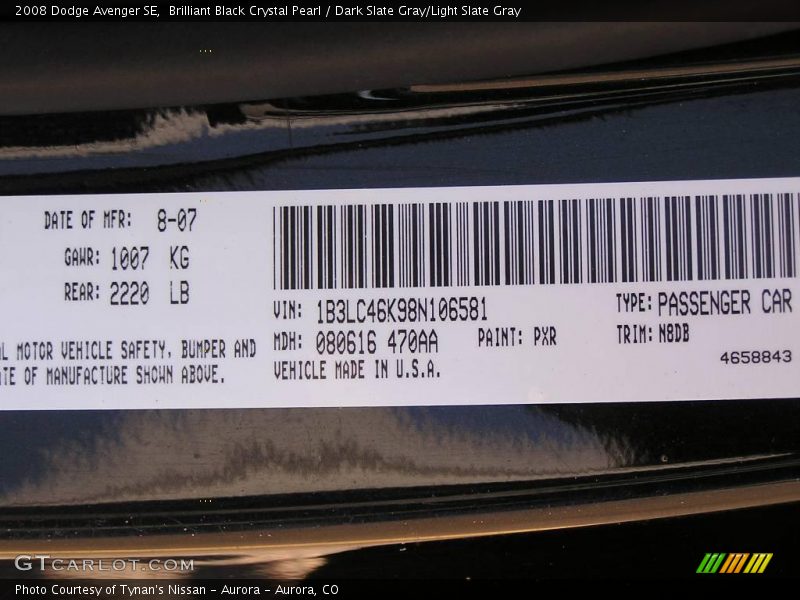 2008 Dodge Avenger SE,  Brilliant Black Crystal Pearl / Dark Slate Gray/Light Slate Gray
DATE OF MFR: 8-07
GAWR: 1007 KG
REAR: 2220 LB
L MOTOR VEHICLE SAFETY, BUMPER AND
TE OF MANUFACTURE SHOWN ABOVE.
VIN: 1B3LC46K98N106581
TYPE: PASSENGER CAR
MDH: 080616 470AA
PAINT: PXR
TRIM: N8DB
VEHICLE MADE IN U.S.A.
4658843
GTCARLOT.COM
Photo Courtesy of Tynan's Nissan - Aurora - Aurora, CO